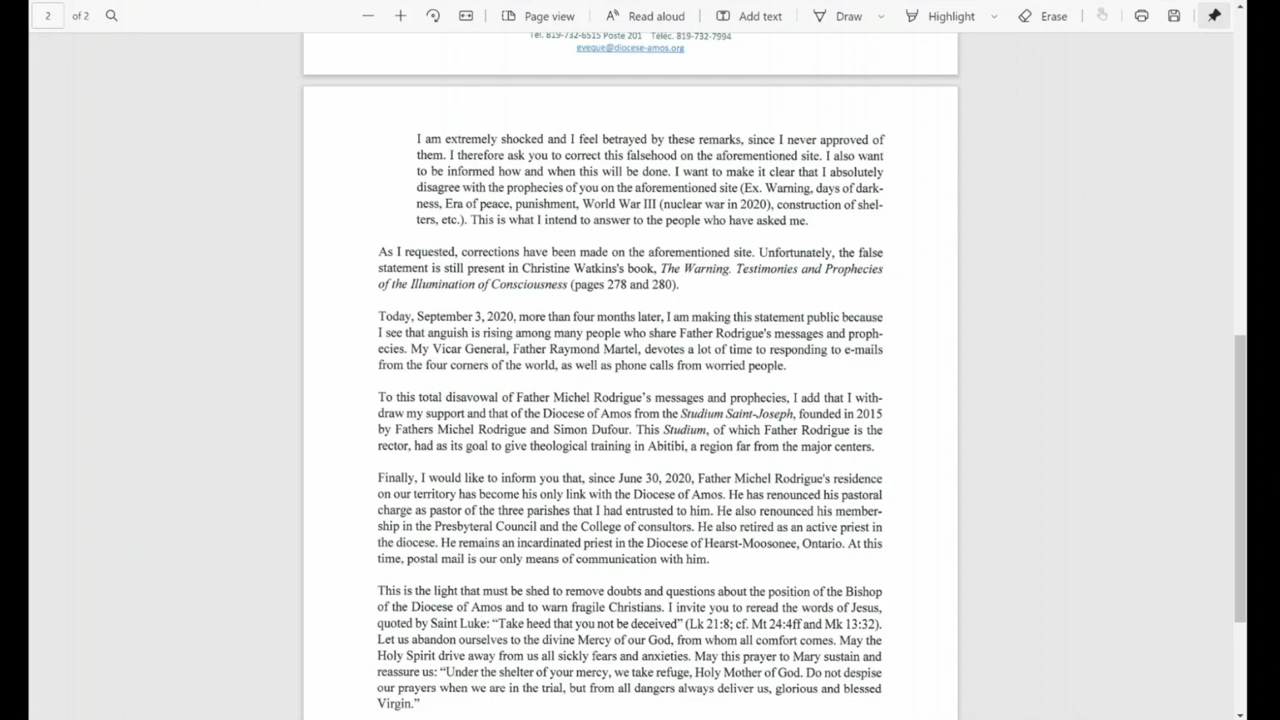 2 of 2 Page view Read aloud Add text Draw Highlight Erase
Tel. 819-732-6515 Poste 201 Téléc. 819-732-7994
eveque@diocese-amos.org
I am extremely shocked and I feel betrayed by these remarks, since I never approved of
them. I therefore ask you to correct this falsehood on the aforementioned site. I also want
to be informed how and when this will be done. I want to make it clear that I absolutely
disagree with the prophecies of you on the aforementioned site (Ex. Warning, days of dark-
ness, Era of peace, punishment, World War III (nuclear war in 2020), construction of shel-
ters, etc.). This is what I intend to answer to the people who have asked me.
As I requested, corrections have been made on the aforementioned site. Unfortunately, the false
statement is still present in Christine Watkins's book, The Warning. Testimonies and Prophecies
of the Illumination of Consciousness (pages 278 and 280).
Today, September 3, 2020, more than four months later, I am making this statement public because
I see that anguish is rising among many people who share Father Rodrigue's messages and proph-
ecies. My Vicar General, Father Raymond Martel, devotes a lot of time to responding to e-mails
from the four corners of the world, as well as phone calls from worried people.
To this total disavowal of Father Michel Rodrigue's messages and prophecies, I add that I with-
draw my support and that of the Diocese of Amos from the Studium Saint-Joseph, founded in 2015
by Fathers Michel Rodrigue and Simon Dufour. This Studium, of which Father Rodrigue is the
rector, had as its goal to give theological training in Abitibi, a region far from the major centers.
Finally, I would like to inform you that, since June 30, 2020, Father Michel Rodrigue's residence
on our territory has become his only link with the Diocese of Amos. He has renounced his pastoral
charge as pastor of the three parishes that I had entrusted to him. He also renounced his member-
ship in the Presbyteral Council and the College of consultors. He also retired as an active priest in
the diocese. He remains an incardinated priest in the Diocese of Hearst-Moosonee, Ontario. At this
time, postal mail is our only means of communication with him.
This is the light that must be shed to remove doubts and questions about the position of the Bishop
of the Diocese of Amos and to warn fragile Christians. I invite you to reread the words of Jesus,
quoted by Saint Luke: “Take heed that you not be deceived” (Lk 21:8; cf. Mt 24:4ff and Mk 13:32).
Let us abandon ourselves to the divine Mercy of our God, from whom all comfort comes. May the
Holy Spirit drive away from us all sickly fears and anxieties. May this prayer to Mary sustain and
reassure us: “Under the shelter of your mercy, we take refuge, Holy Mother of God. Do not despise
our prayers when we are in the trial, but from all dangers always deliver us, glorious and blessed
Virgin.”